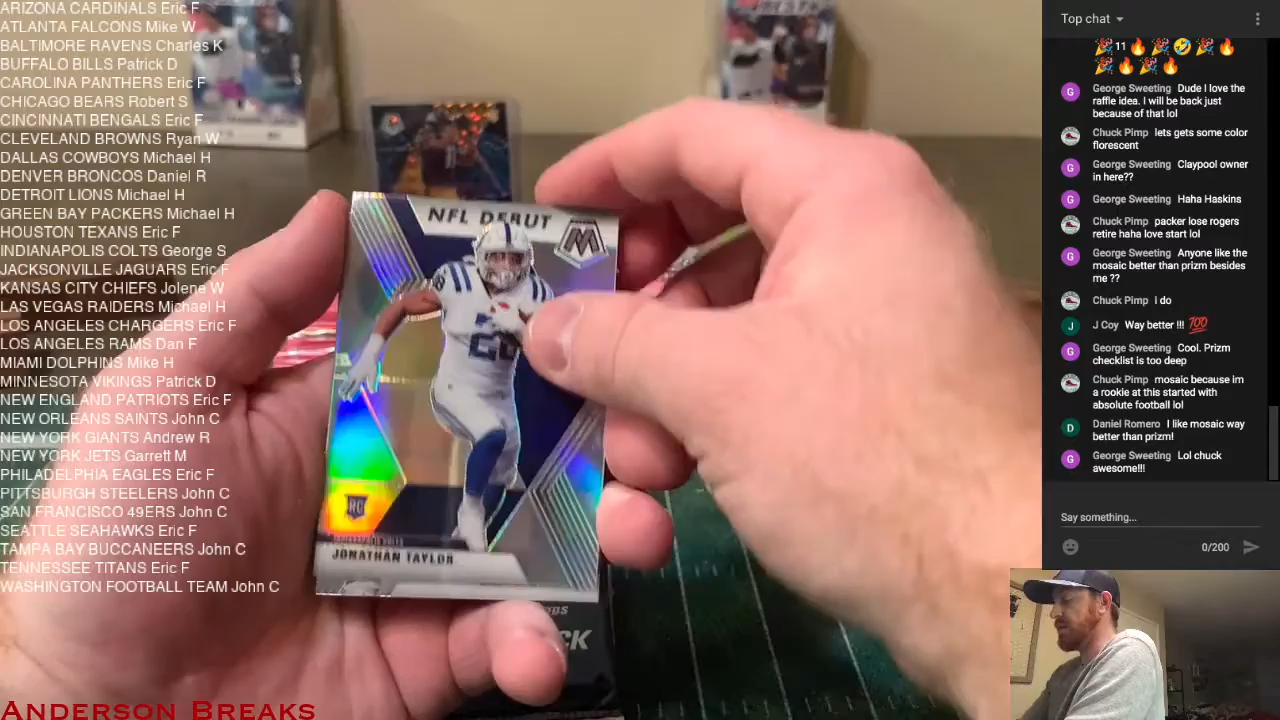 ARIZONA CARDINALS Eric F
ATLANTA FALCONS Mike W
BALTIMORE RAVENS Charles K
BUFFALO BILLS Patrick D
CAROLINA PANTHERS Eric F
CHICAGO BEARS Robert S
CINCINNATI BENGALS Eric F
CLEVELAND BROWNS Ryan W
DALLAS COWBOYS Michael H
DENVER BRONCOS Daniel R
DETROIT LIONS Michael H
GREEN BAY PACKERS Michael H
HOUSTON TEXANS Eric F
INDIANAPOLIS COLTS George S
JACKSONVILLE JAGUARS Eric F
KANSAS CITY CHIEFS Jolene W
LAS VEGAS RAIDERS Michael H
LOS ANGELES CHARGERS Eric F
LOS ANGELES RAMS Dan F
MIAMI DOLPHINS Mike H
MINNESOTA VIKINGS Patrick D
NEW ENGLAND PATRIOTS Eric F
NEW ORLEANS SAINTS John C
NEW YORK GIANTS Andrew R
NEW YORK JETS Garrett M
PHILADELPHIA EAGLES Eric F
PITTSBURGH STEELERS John C
SAN FRANCISCO 49ERS John C
SEATTLE SEAHAWKS Eric F
TAMPA BAY BUCCANEERS John C
TENNESSEE TITANS Eric F
WASHINGTON FOOTBALL TEAM John C
ANDERSON BREAKS
NFL DEBUT
M
RC
JONATHAN TAYLOR
Top chat
🎉 11 🔥 🎉 🤣 🎉 🔥
🎉 🔥 🎉 🔥
G George Sweeting Dude I love the
raffle idea. I will be back just
because of that lol
Chuck Pimp lets gets some color
florescent
G George Sweeting Claypool owner
in here??
G George Sweeting Haha Haskins
Chuck Pimp packer lose rogers
retire haha love start lol
G George Sweeting Anyone like the
mosaic better than prizm besides
me ??
Chuck Pimp i do
J J Coy Way better !!! 💯
G George Sweeting Cool. Prizm
checklist is too deep
Chuck Pimp mosaic because im
a rookie at this started with
absolute football lol
D Daniel Romero I like mosaic way
better than prizm!
G George Sweeting Lol chuck
awesome!!!
Say something...
0/200